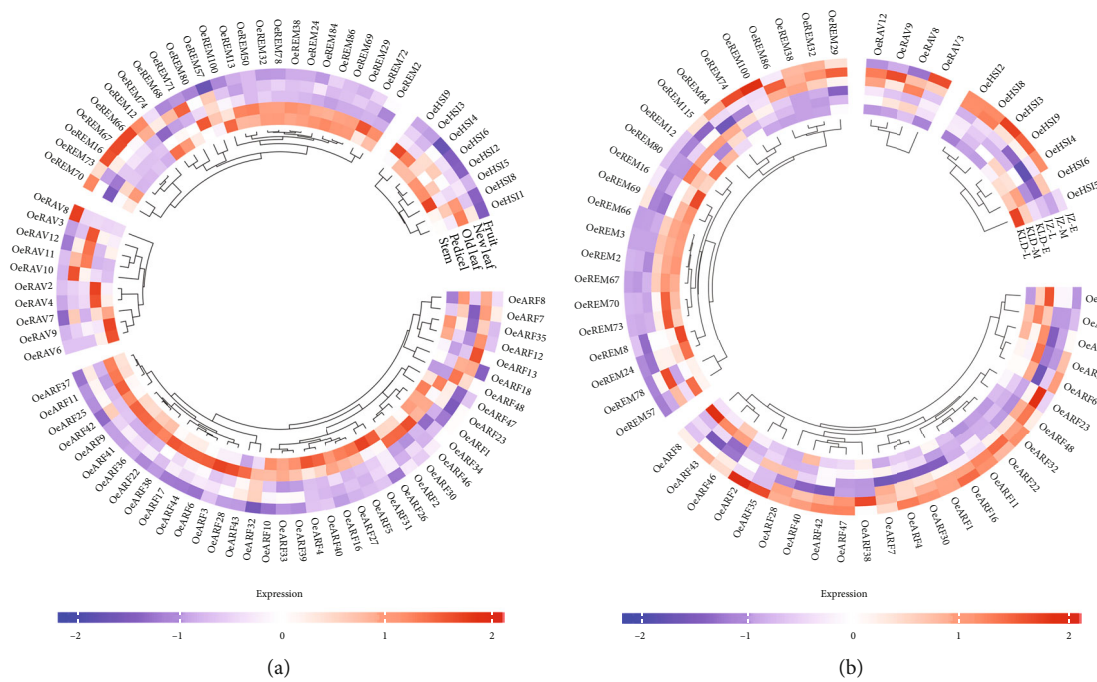 OeREM70
OeREM73
OeREM16
OeREM67
OeREM66
OeREM12
OeREM74
OeREM68
OeREM71
OeREM80
OeREM57
OeREM100
OeREM13
OeREM50
OeREM32
OeREM78
OeREM38
OeREM24
OeREM84
OeREM86
OeREM69
OeREM29
OeREM72
OeREM2
OeHSI9
OeHSI3
OeHSI4
OeHSI6
OeHSI2
OeHSI5
OeHSI8
OeHSI1
Fruit
New leaf
Old leaf
Pedicel
Stem
OeARF8
OeARF7
OeARF35
OeARF12
OeARF13
OeARF18
OeARF48
OeARF47
OeARF23
OeARF1
OeARF34
OeARF46
OeARF30
OeARF2
OeARF26
OeARF31
OeARF5
OeARF27
OeARF16
OeARF40
OeARF4
OeARF39
OeARF33
OeARF10
OeARF32
OeARF43
OeARF28
OeARF3
OeARF6
OeARF44
OeARF17
OeARF38
OeARF22
OeARF36
OeARF41
OeARF9
OeARF42
OeARF25
OeARF11
OeARF37
OeRAV6
OeRAV9
OeRAV7
OeRAV4
OeRAV2
OeRAV10
OeRAV11
OeRAV12
OeRAV3
OeRAV8
Expression
–2 –1 0 1 2
(a)
OeREM57
OeREM78
OeREM24
OeREM8
OeREM73
OeREM70
OeREM67
OeREM2
OeREM3
OeREM66
OeREM69
OeREM16
OeREM80
OeREM12
OeREM115
OeREM84
OeREM74
OeREM100
OeREM86
OeREM38
OeREM32
OeREM29
OeRAV12
OeRAV9
OeRAV8
OeRAV3
OeHSI2
OeHSI8
OeHSI3
OeHSI9
OeHSI4
OeHSI6
OeHSI5
JZ-E
JZ-M
JZ-L
KLD-E
KLD-M
KLD-L
OeARF6
OeARF23
OeARF48
OeARF32
OeARF22
OeARF11
OeARF16
OeARF1
OeARF30
OeARF4
OeARF7
OeARF38
OeARF47
OeARF42
OeARF40
OeARF28
OeARF35
OeARF2
OeARF46
OeARF43
OeARF8
Expression
–2 –1 0 1 2
(b)